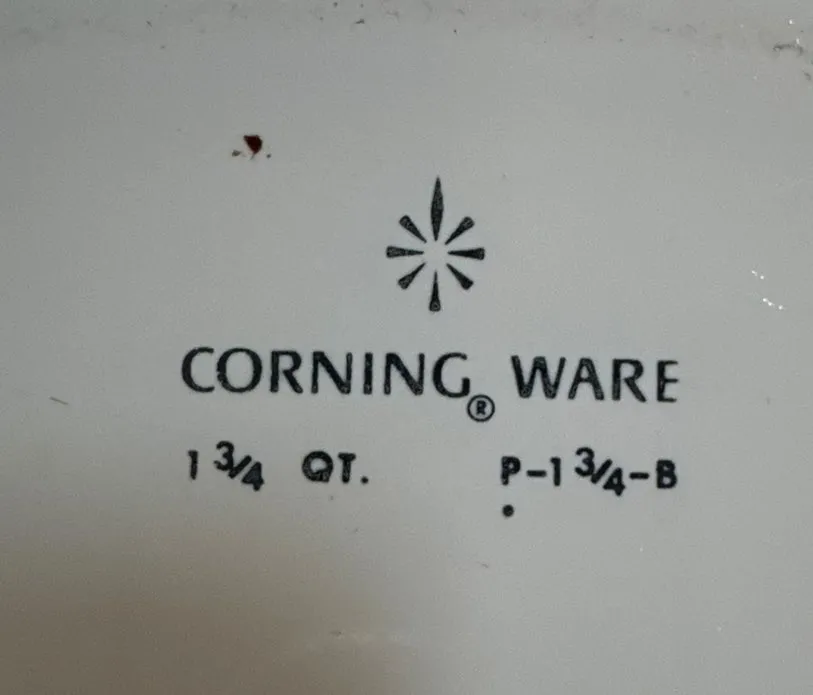 CORNING® WARE
1 3/4 QT. P-1 3/4-B